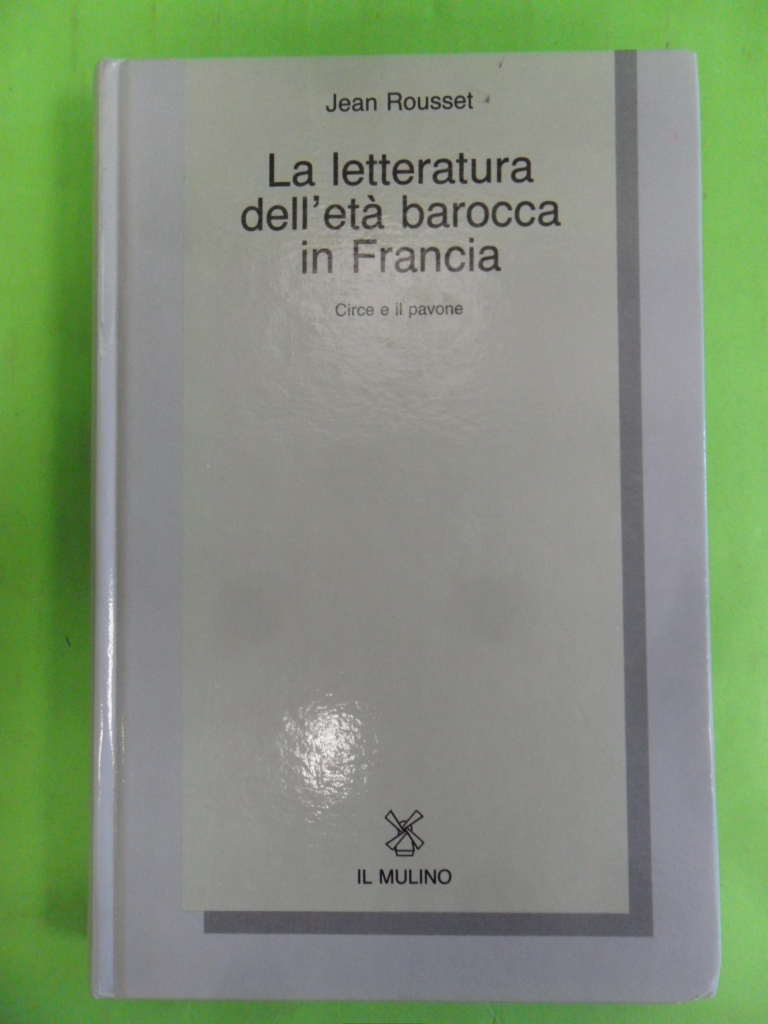 Jean Rousset
La letteratura
dell'età barocca
in Francia
Circe e il pavone
IL MULINO